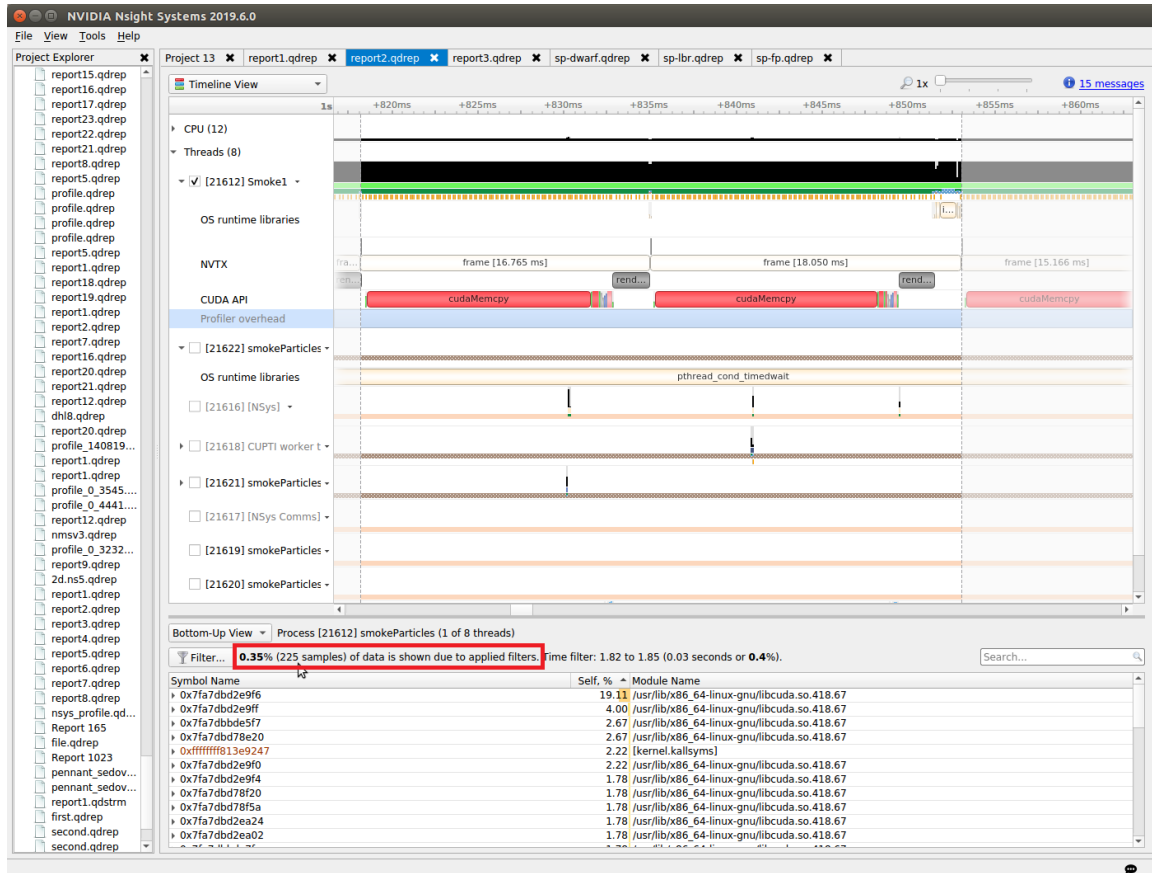 NVIDIA Nsight Systems 2019.6.0
File View Tools Help
Project Explorer
report15.qdrep
report16.qdrep
report17.qdrep
report23.qdrep
report22.qdrep
report21.qdrep
report8.qdrep
report5.qdrep
profile.qdrep
profile.qdrep
profile.qdrep
profile.qdrep
report5.qdrep
report1.qdrep
report18.qdrep
report19.qdrep
report1.qdrep
report2.qdrep
report7.qdrep
report16.qdrep
report20.qdrep
report21.qdrep
report12.qdrep
dhl8.qdrep
report20.qdrep
profile_140819...
report1.qdrep
report1.qdrep
profile_0_3545....
profile_0_4441....
report12.qdrep
nmsv3.qdrep
profile_0_3232...
report9.qdrep
2d.ns5.qdrep
report1.qdrep
report2.qdrep
report3.qdrep
report4.qdrep
report5.qdrep
report6.qdrep
report7.qdrep
report8.qdrep
nsys_profile.qd...
Report 165
file.qdrep
Report 1023
pennant_sedov...
pennant_sedov...
report1.qdstrm
first.qdrep
second.qdrep
second.qdrep
Project 13 report1.qdrep report2.qdrep report3.qdrep sp-dwarf.qdrep sp-lbr.qdrep sp-fp.qdrep
Timeline View 1x 15 messages
1s +820ms +825ms +830ms +835ms +840ms +845ms +850ms +855ms +860ms
CPU (12)
Threads (8)
[21612] Smoke1
OS runtime libraries i...
NVTX fra... frame [16.765 ms] frame [18.050 ms] frame [15.166 ms]
ren... rend... rend...
CUDA API cudaMemcpy cudaMemcpy cudaMemcpy
Profiler overhead
[21622] smokeParticles
OS runtime libraries pthread_cond_timedwait
[21616] [NSys]
[21618] CUPTI worker t
[21621] smokeParticles
[21617] [NSys Comms]
[21619] smokeParticles
[21620] smokeParticles
Bottom-Up View Process [21612] smokeParticles (1 of 8 threads)
Filter... 0.35% (225 samples) of data is shown due to applied filters. Time filter: 1.82 to 1.85 (0.03 seconds or 0.4%). Search...
Symbol Name Self, % Module Name
0x7fa7dbd2e9f6 19.11 /usr/lib/x86_64-linux-gnu/libcuda.so.418.67
0x7fa7dbd2e9ff 4.00 /usr/lib/x86_64-linux-gnu/libcuda.so.418.67
0x7fa7dbbde5f7 2.67 /usr/lib/x86_64-linux-gnu/libcuda.so.418.67
0x7fa7dbd78e20 2.67 /usr/lib/x86_64-linux-gnu/libcuda.so.418.67
0xffffffff813e9247 2.22 [kernel.kallsyms]
0x7fa7dbd2e9f0 2.22 /usr/lib/x86_64-linux-gnu/libcuda.so.418.67
0x7fa7dbd2e9f4 1.78 /usr/lib/x86_64-linux-gnu/libcuda.so.418.67
0x7fa7dbd78f20 1.78 /usr/lib/x86_64-linux-gnu/libcuda.so.418.67
0x7fa7dbd78f5a 1.78 /usr/lib/x86_64-linux-gnu/libcuda.so.418.67
0x7fa7dbd2ea24 1.78 /usr/lib/x86_64-linux-gnu/libcuda.so.418.67
0x7fa7dbd2ea02 1.78 /usr/lib/x86_64-linux-gnu/libcuda.so.418.67